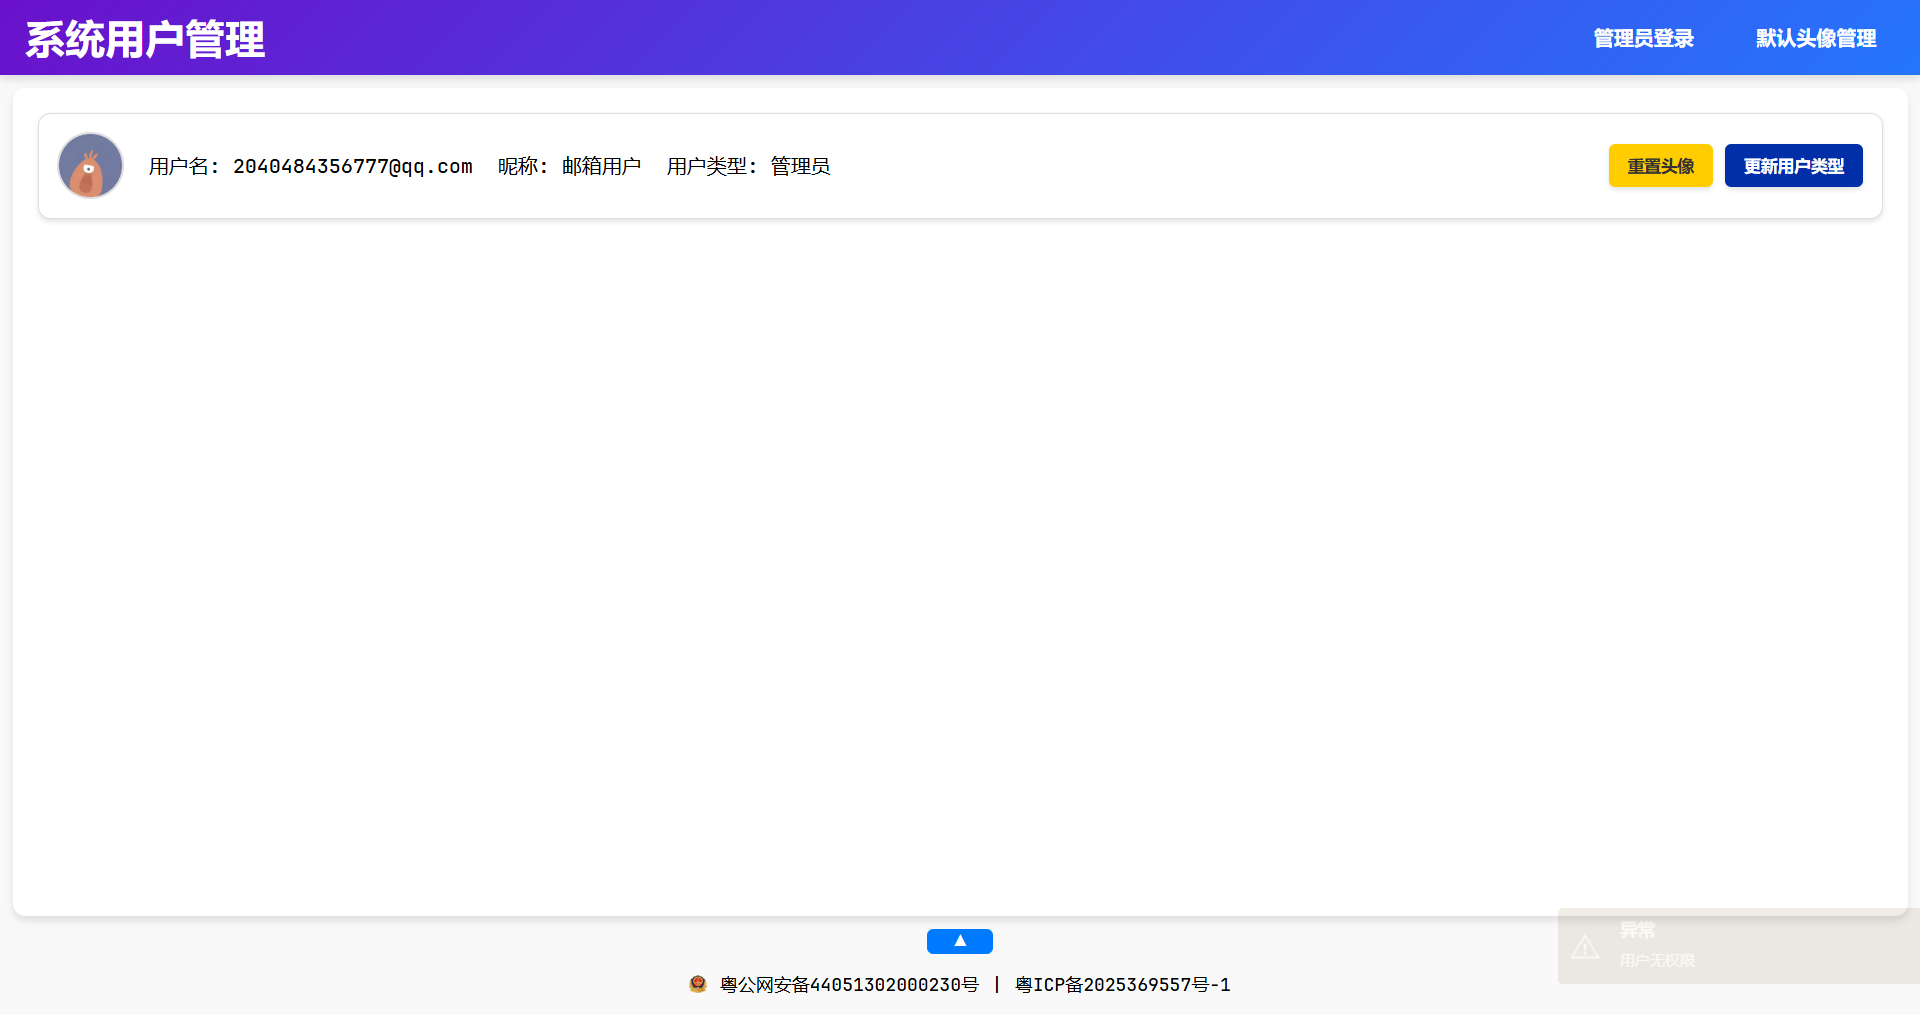 系统用户管理
管理员登录
默认头像管理
用户名: 2040484356777@qq.com 昵称: 邮箱用户 用户类型: 管理员
重置头像
更新用户类型
▲
异常
用户无权限
粤公网安备44051302000230号 | 粤ICP备2025369557号-1